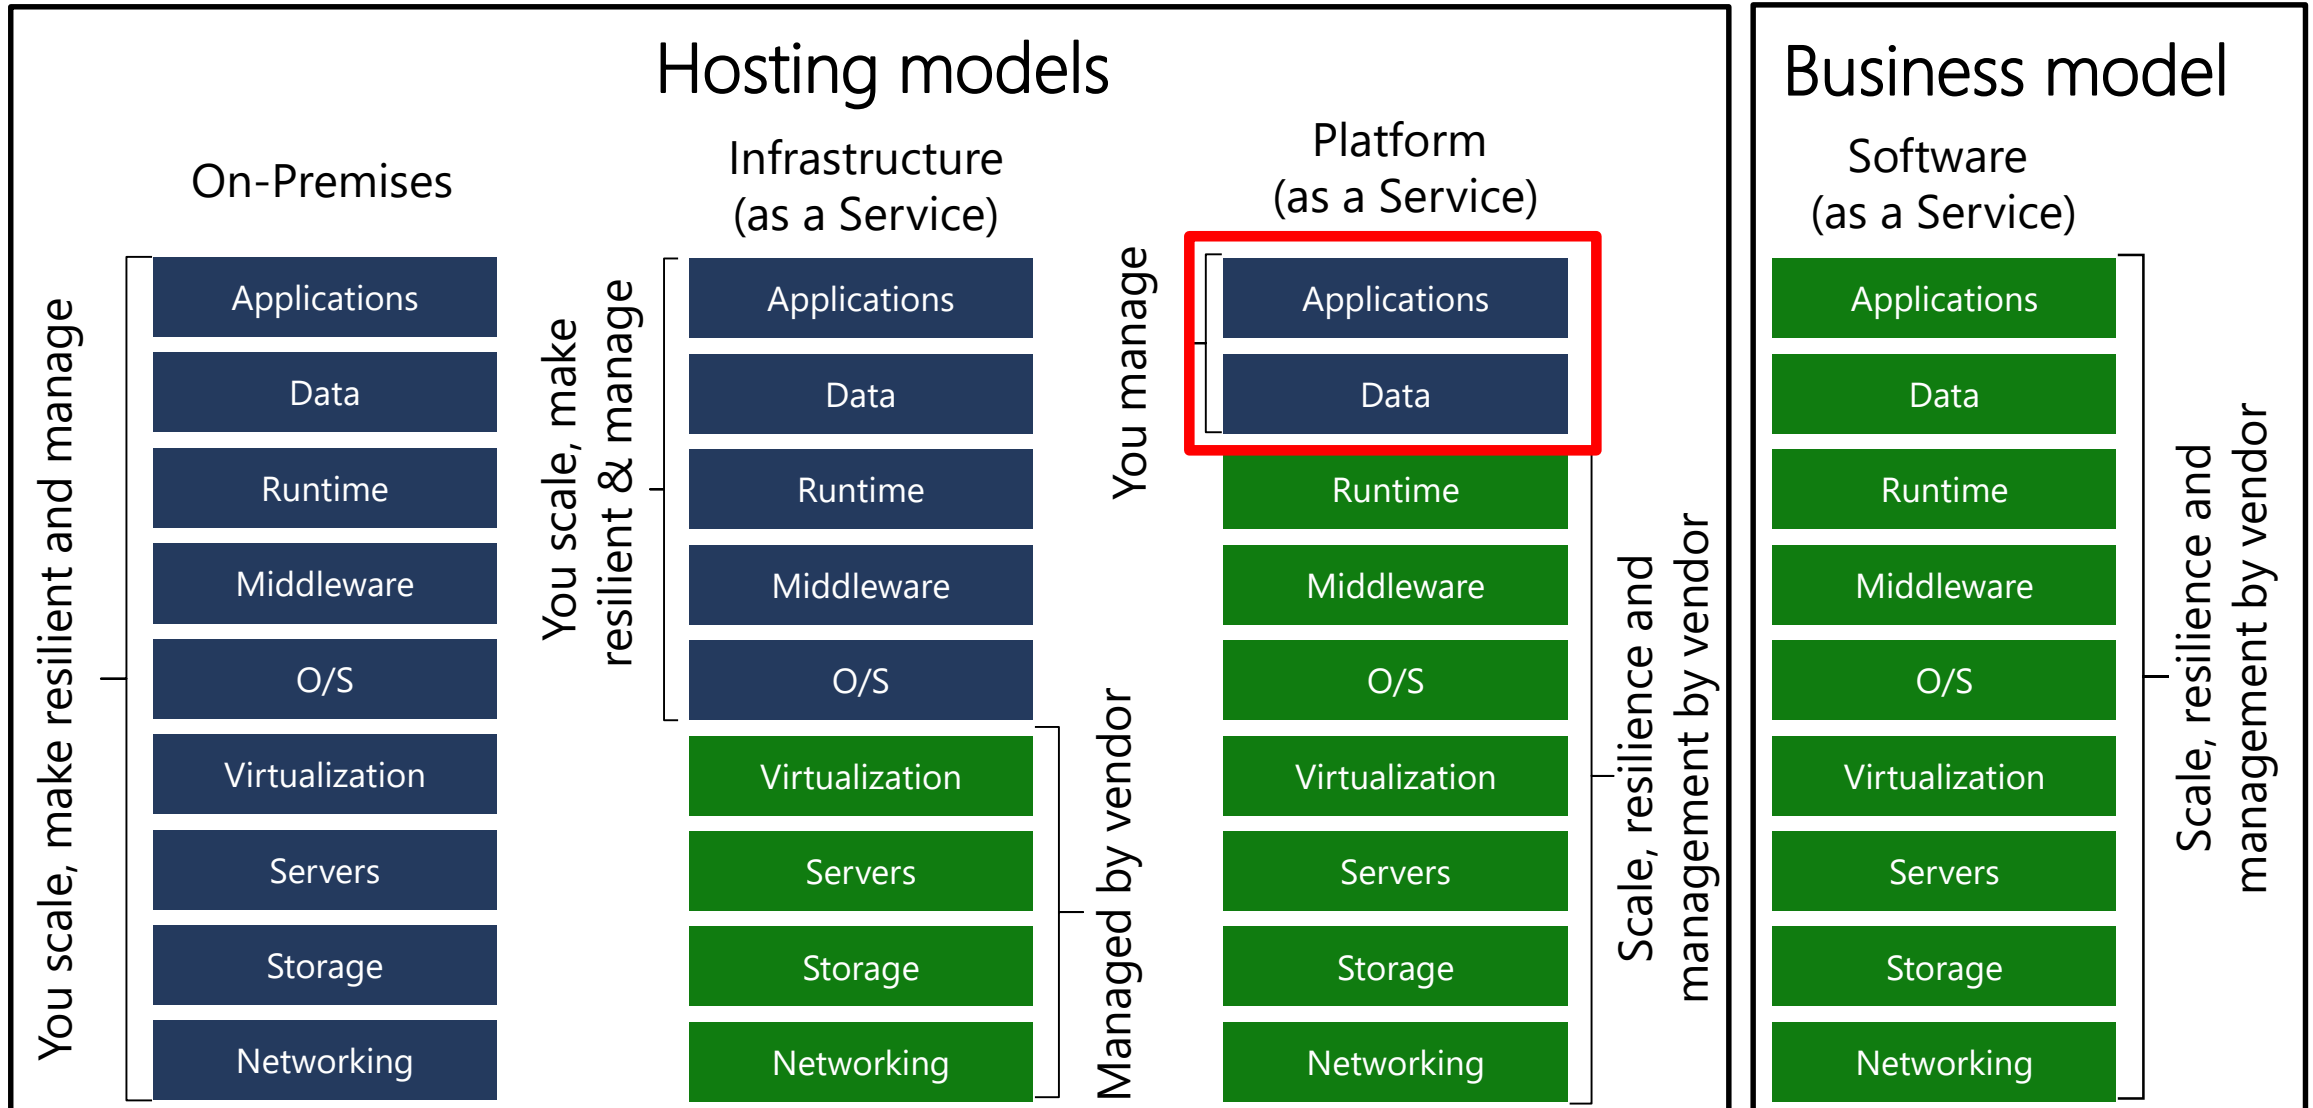 Hosting models
On-Premises
You scale, make resilient and manage
Applications
Data
Runtime
Middleware
O/S
Virtualization
Servers
Storage
Networking
Infrastructure
(as a Service)
You scale, make
resilient & manage
Applications
Data
Runtime
Middleware
O/S
Virtualization
Servers
Storage
Networking
Managed by vendor
Platform
(as a Service)
You manage
Applications
Data
Runtime
Middleware
O/S
Virtualization
Servers
Storage
Networking
Scale, resilience and
management by vendor
Business model
Software
(as a Service)
Applications
Data
Runtime
Middleware
O/S
Virtualization
Servers
Storage
Networking
Scale, resilience and
management by vendor